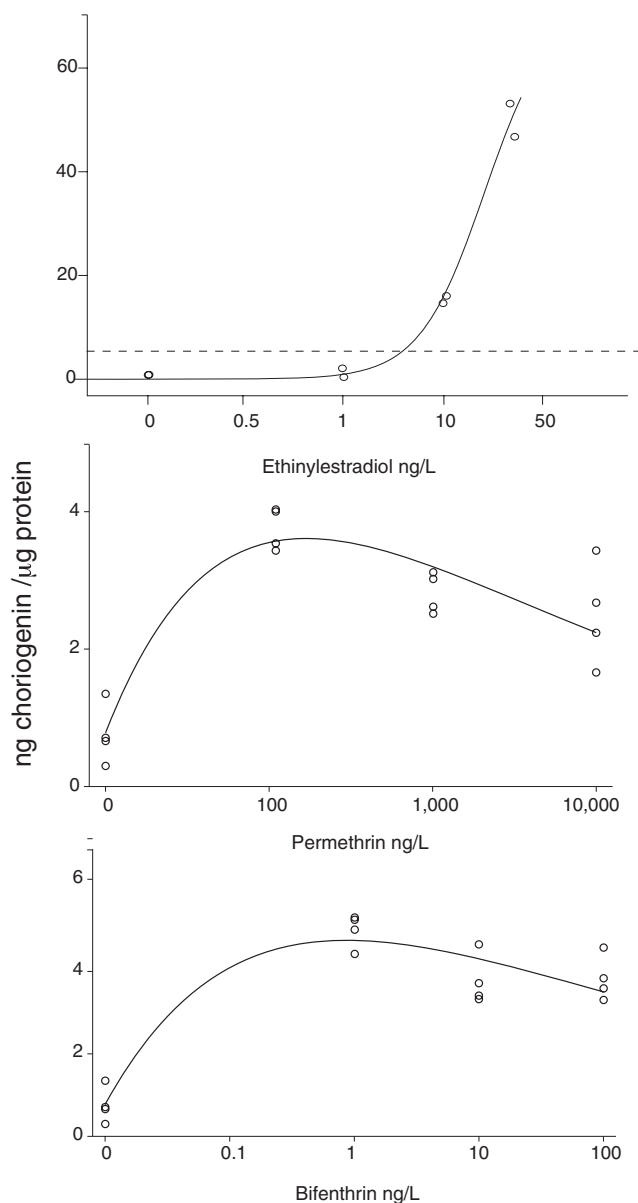 60
40
20
0
0 0.5 1 10 50
Ethinylestradiol ng/L
ng choriogenin /μg protein
4
2
0
0 100 1,000 10,000
Permethrin ng/L
6
4
2
0
0 0.1 1 10 100
Bifenthrin ng/L